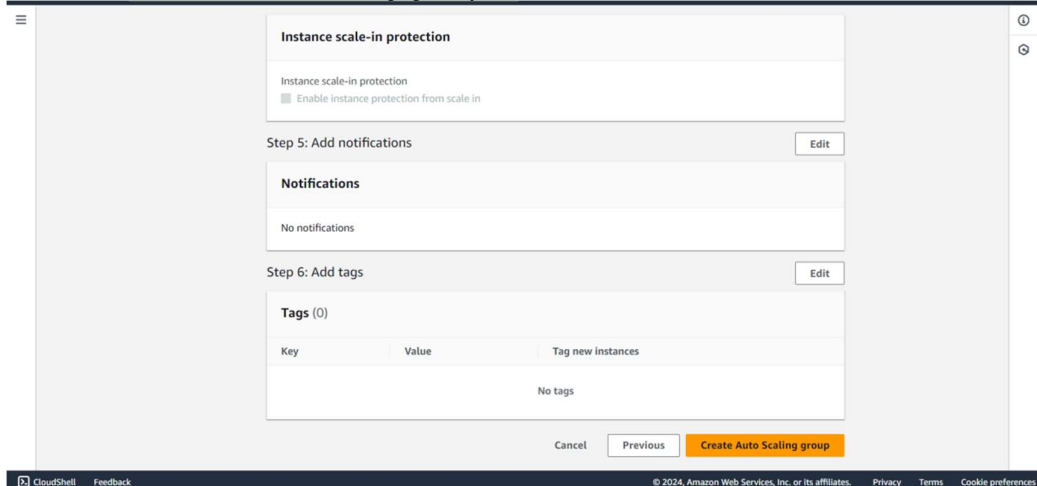 Instance scale-in protection
Instance scale-in protection
Enable instance protection from scale in
Step 5: Add notifications Edit
Notifications
No notifications
Step 6: Add tags Edit
Tags (0)
Key Value Tag new instances
No tags
Cancel Previous Create Auto Scaling group
CloudShell Feedback © 2024, Amazon Web Services, Inc. or its affiliates. Privacy Terms Cookie preferences